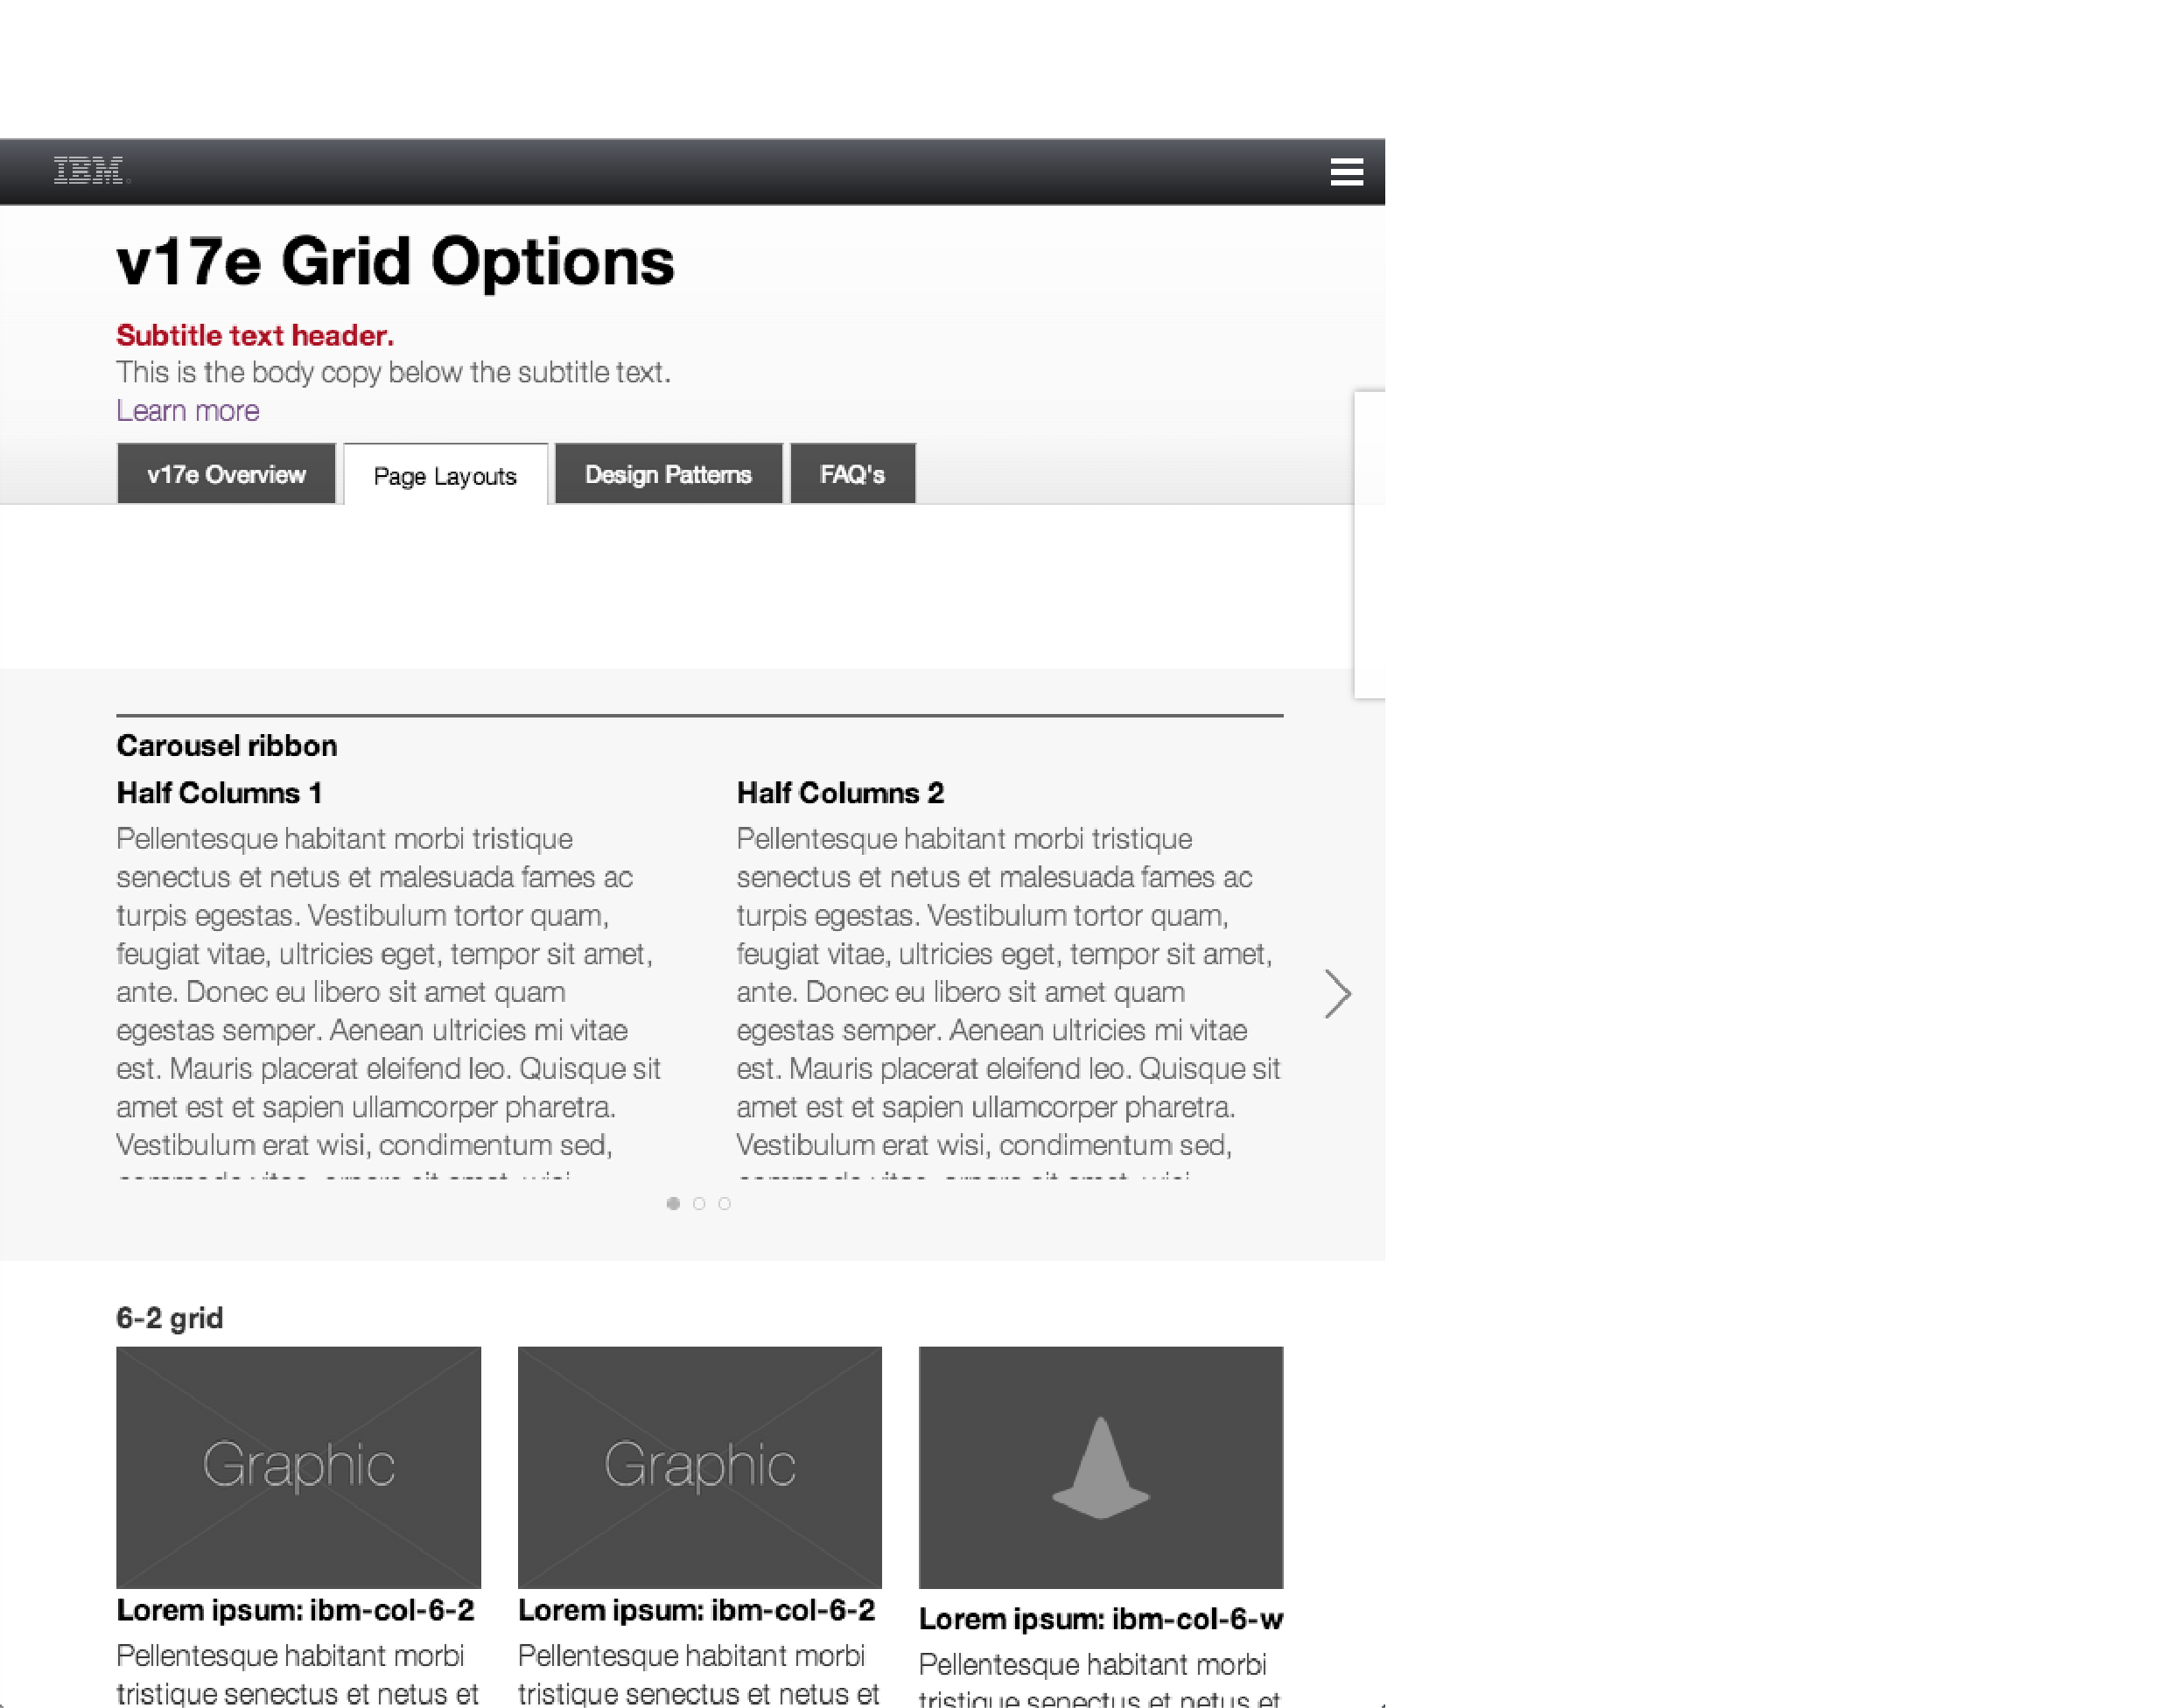 IBM
v17e Grid Options
Subtitle text header.
This is the body copy below the subtitle text.
Learn more
v17e Overview
Page Layouts
Design Patterns
FAQ's
Carousel ribbon
Half Columns 1
Pellentesque habitant morbi tristique
senectus et netus et malesuada fames ac
turpis egestas. Vestibulum tortor quam,
feugiat vitae, ultricies eget, tempor sit amet,
ante. Donec eu libero sit amet quam
egestas semper. Aenean ultricies mi vitae
est. Mauris placerat eleifend leo. Quisque sit
amet est et sapien ullamcorper pharetra.
Vestibulum erat wisi, condimentum sed,
Half Columns 2
Pellentesque habitant morbi tristique
senectus et netus et malesuada fames ac
turpis egestas. Vestibulum tortor quam,
feugiat vitae, ultricies eget, tempor sit amet,
ante. Donec eu libero sit amet quam
egestas semper. Aenean ultricies mi vitae
est. Mauris placerat eleifend leo. Quisque sit
amet est et sapien ullamcorper pharetra.
Vestibulum erat wisi, condimentum sed,
6-2 grid
Graphic
Lorem ipsum: ibm-col-6-2
Pellentesque habitant morbi
tristique senectus et netus et
Graphic
Lorem ipsum: ibm-col-6-2
Pellentesque habitant morbi
tristique senectus et netus et
Lorem ipsum: ibm-col-6-w
Pellentesque habitant morbi
tristique senectus et netus et